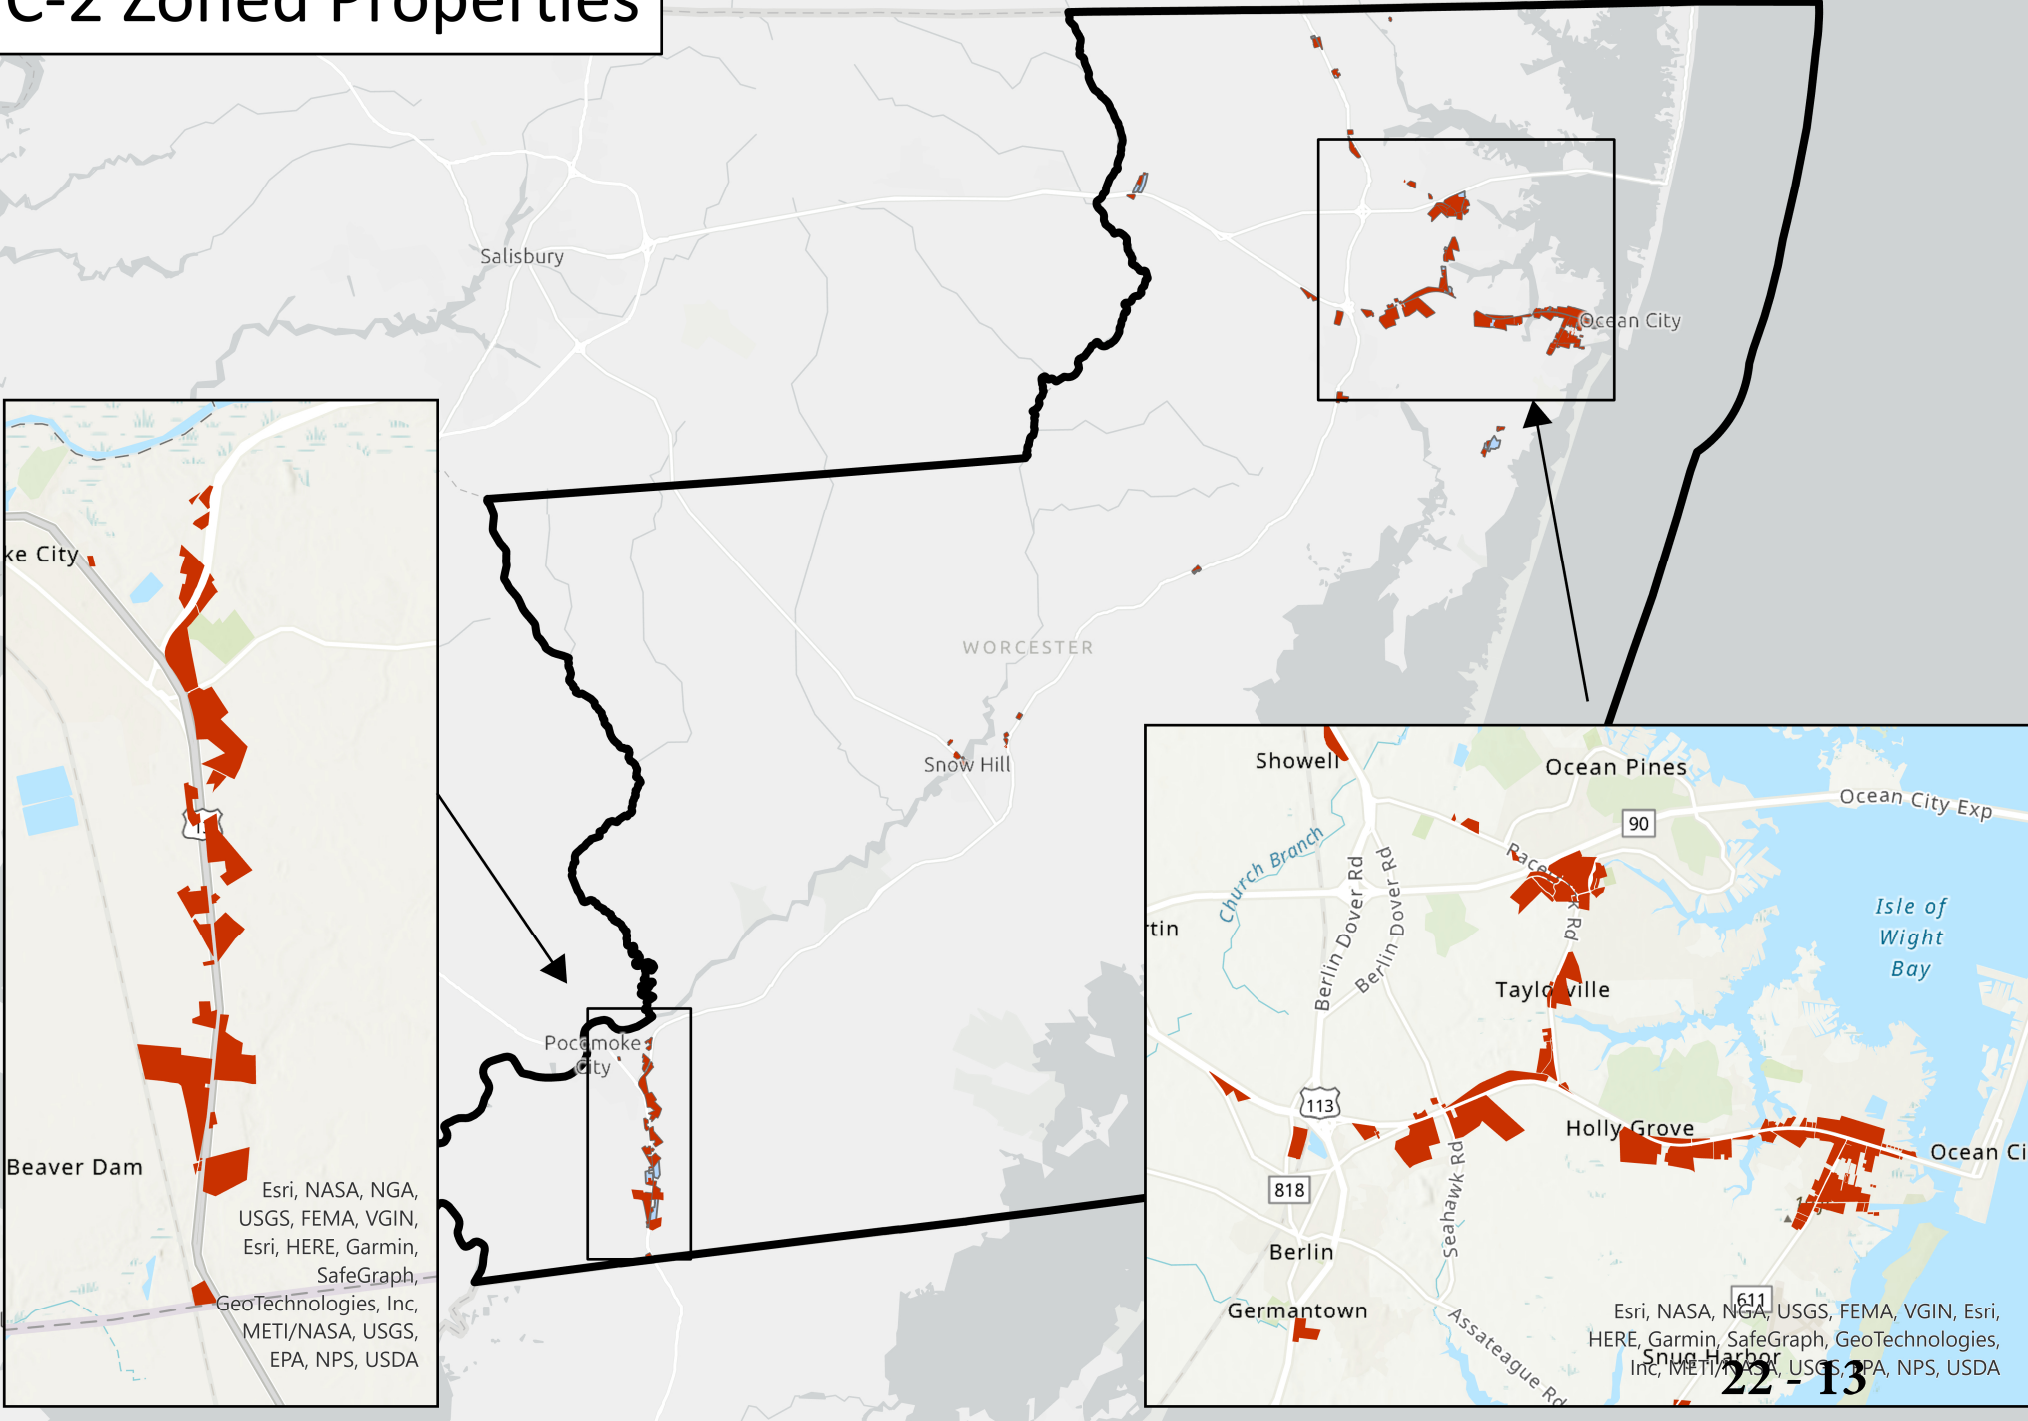 C-2 Zoned Properties
Salisbury
Ocean City
WORCESTER
Snow Hill
Pocomoke
City
ke City
13
Beaver Dam
Esri, NASA, NGA,
USGS, FEMA, VGIN,
Esri, HERE, Garmin,
SafeGraph,
GeoTechnologies, Inc,
METI/NASA, USGS,
EPA, NPS, USDA
Showell
Ocean Pines
Ocean City Exp
90
Church Branch
Berlin Dover Rd
Berlin Dover Rd
Isle of
Wight
Bay
rtin
Taylorville
113
Holly Grove
Ocean Ci
818
Seahawk Rd
Berlin
Germantown
611
Assateague Rd
Snug Harbor
Esri, NASA, NGA, USGS, FEMA, VGIN, Esri,
HERE, Garmin, SafeGraph, GeoTechnologies,
Inc, METI/NASA, USGS, EPA, NPS, USDA
22 - 13